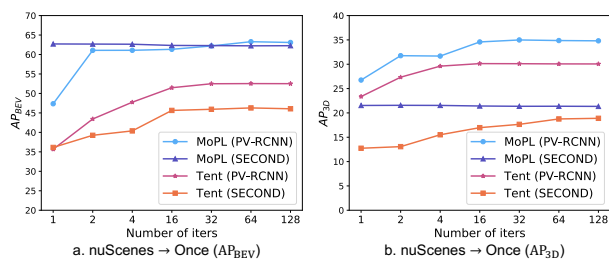 70
65
60
55
50
45
40
35
30
25
20
AP_BEV
MoPL (PV-RCNN)
MoPL (SECOND)
Tent (PV-RCNN)
Tent (SECOND)
1 2 4 16 32 64 128
Number of iters
a. nuScenes → Once (AP_BEV)
40
35
30
25
20
15
10
5
0
AP_3D
MoPL (PV-RCNN)
MoPL (SECOND)
Tent (PV-RCNN)
Tent (SECOND)
1 2 4 16 32 64 128
Number of iters
b. nuScenes → Once (AP_3D)